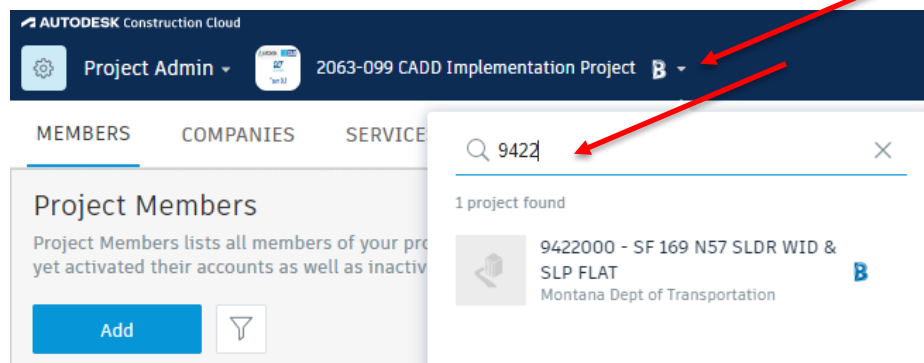 AUTODESK Construction Cloud
Project Admin
2063-099 CADD Implementation Project B
MEMBERS COMPANIES SERVICE
9422
1 project found
Project Members
Project Members lists all members of your pro
yet activated their accounts as well as inactiv
9422000 - SF 169 N57 SLDR WID &
SLP FLAT
B
Montana Dept of Transportation
Add